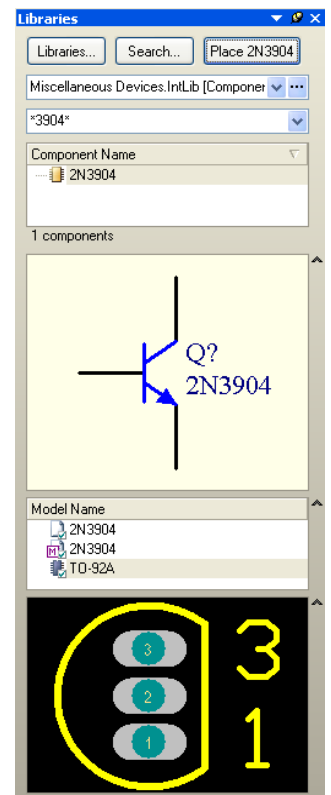 Libraries
Libraries... Search... Place 2N3904
Miscellaneous Devices.IntLib [Componer ...
*3904*
Component Name
2N3904
1 components
Q?
2N3904
Model Name
2N3904
M 2N3904
TO-92A
3
3
2
1
1